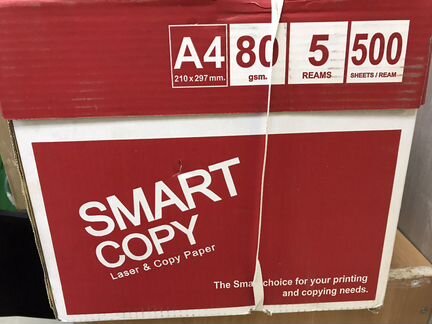 A4 80 5 500
210 x 297 mm. gsm. REAMS SHEETS / REAM
SMART
COPY
Laser & Copy Paper
The Smart choice for your printing
and copying needs.